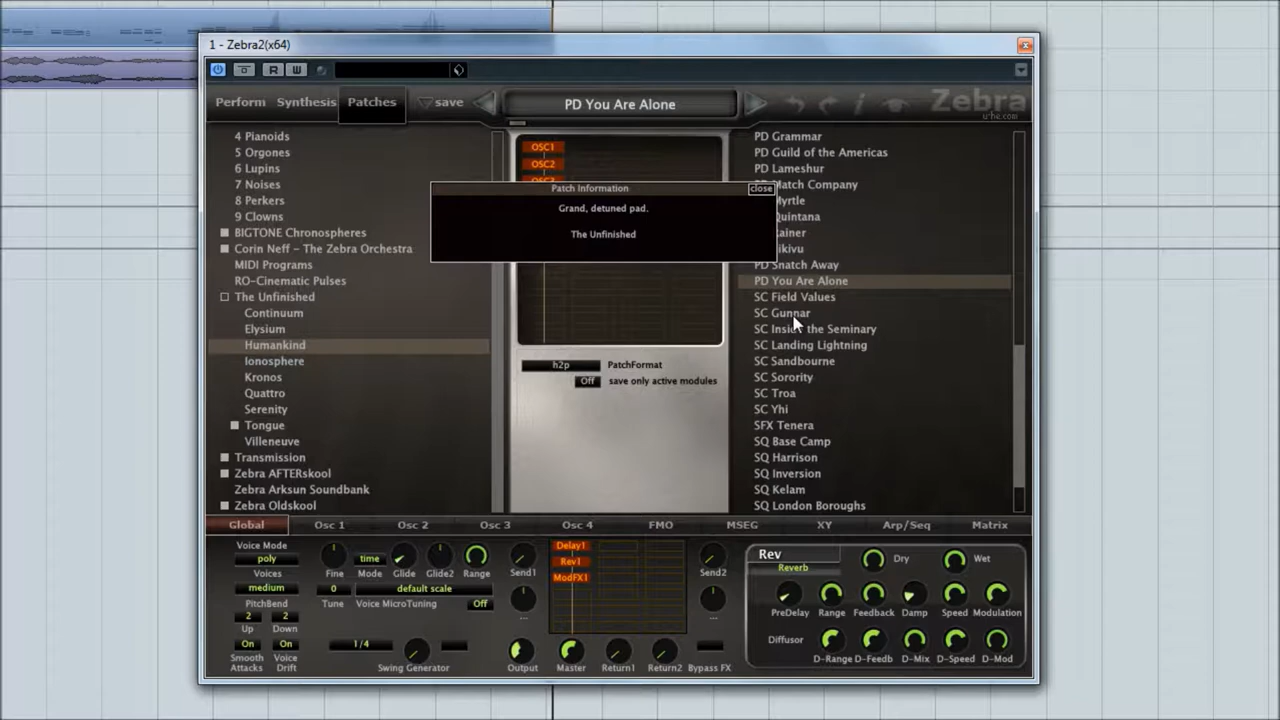 1 - Zebra2(x64)
R W
Perform Synthesis Patches save PD You Are Alone Zebra
u-he.com
4 Pianoids
5 Orgones
6 Lupins
7 Noises
8 Perkers
9 Clowns
BIGTONE Chronospheres
Corin Neff - The Zebra Orchestra
MIDI Programs
RO-Cinematic Pulses
The Unfinished
Continuum
Elysium
Humankind
Ionosphere
Kronos
Quattro
Serenity
Tongue
Villeneuve
Transmission
Zebra AFTERskool
Zebra Arksun Soundbank
Zebra Oldskool
OSC1
OSC2
Patch Information close
Grand, detuned pad.
The Unfinished
h2p PatchFormat
Off save only active modules
PD Grammar
PD Guild of the Americas
PD Lameshur
Match Company
Myrtle
Quintana
PD Snatch Away
PD You Are Alone
SC Field Values
SC Gunnar
SC Inside the Seminary
SC Landing Lightning
SC Sandbourne
SC Sorority
SC Troa
SC Yhi
SFX Tenera
SQ Base Camp
SQ Harrison
SQ Inversion
SQ Kelam
SQ London Boroughs
Global Osc 1 Osc 2 Osc 3 Osc 4 FMO MSEG XY Arp/Seq Matrix
Voice Mode
poly
Voices
medium
PitchBend
2 2
Up Down
On On
Smooth Attacks
Voice Drift
time
Fine Mode Glide Glide2 Range Send1
0 default scale
Tune Voice MicroTuning Off
...
1/4
Swing Generator
Delay1
Rev1
ModFX1
Send2
...
Output Master Return1 Return2 Bypass FX
Rev
Reverb
Dry Wet
PreDelay Range Feedback Damp Speed Modulation
Diffusor
D-Range D-Feedb D-Mix D-Speed D-Mod